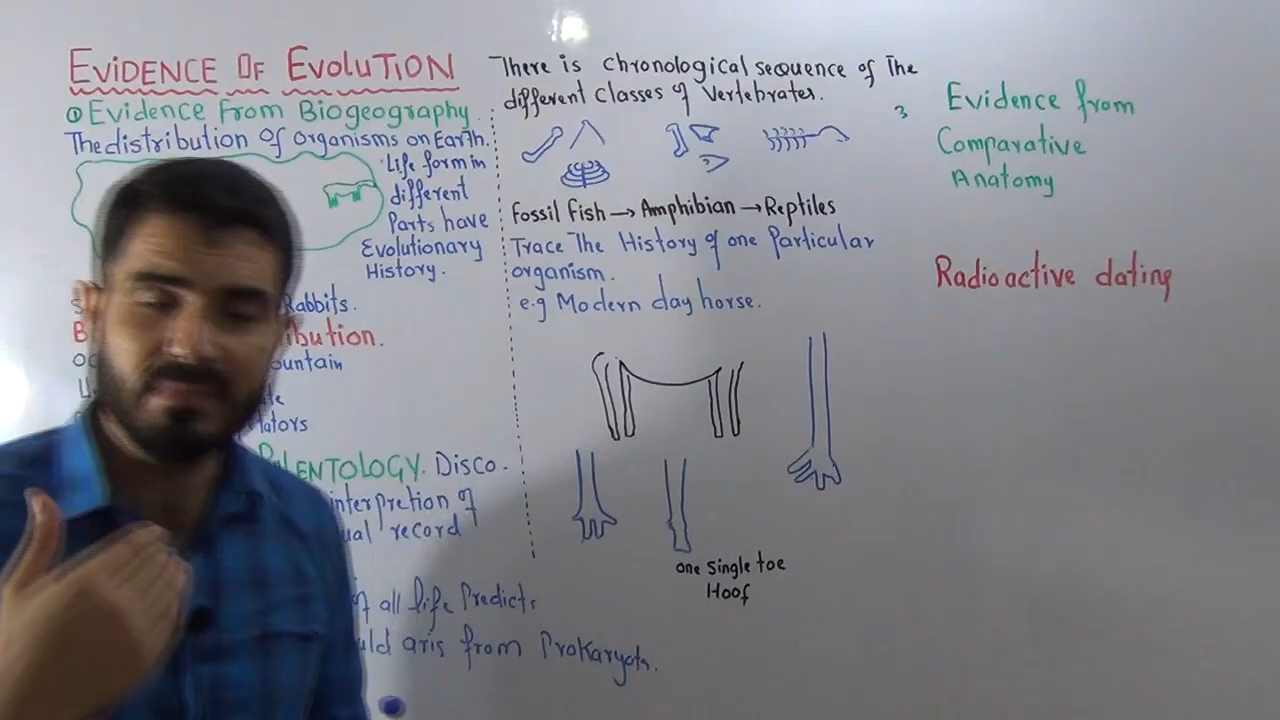 EVIDENCE OF EVOLUTION
① Evidence From Biogeography.
The distribution of organisms on Earth.
Life form in
different
Parts have
Evolutionary
History.
Rabbits.
ountain
lators
LENTOLOGY. Disco-
interpretion of
record
all life Predicts
aris from Prokaryots.
There is chronological sequence of The
different Classes of Vertebrates.
Fossil Fish → Amphibian → Reptiles
Trace The History of one Particular
organism.
e.g Modern day horse.
One Single toe
Hoof
3 Evidence from
Comparative
Anatomy
Radioactive dating